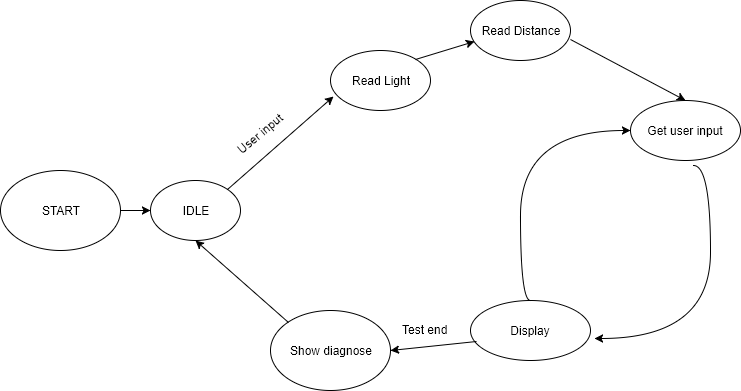 Read Distance
Read Light
User input
Get user input
START
IDLE
Test end
Display
Show diagnose